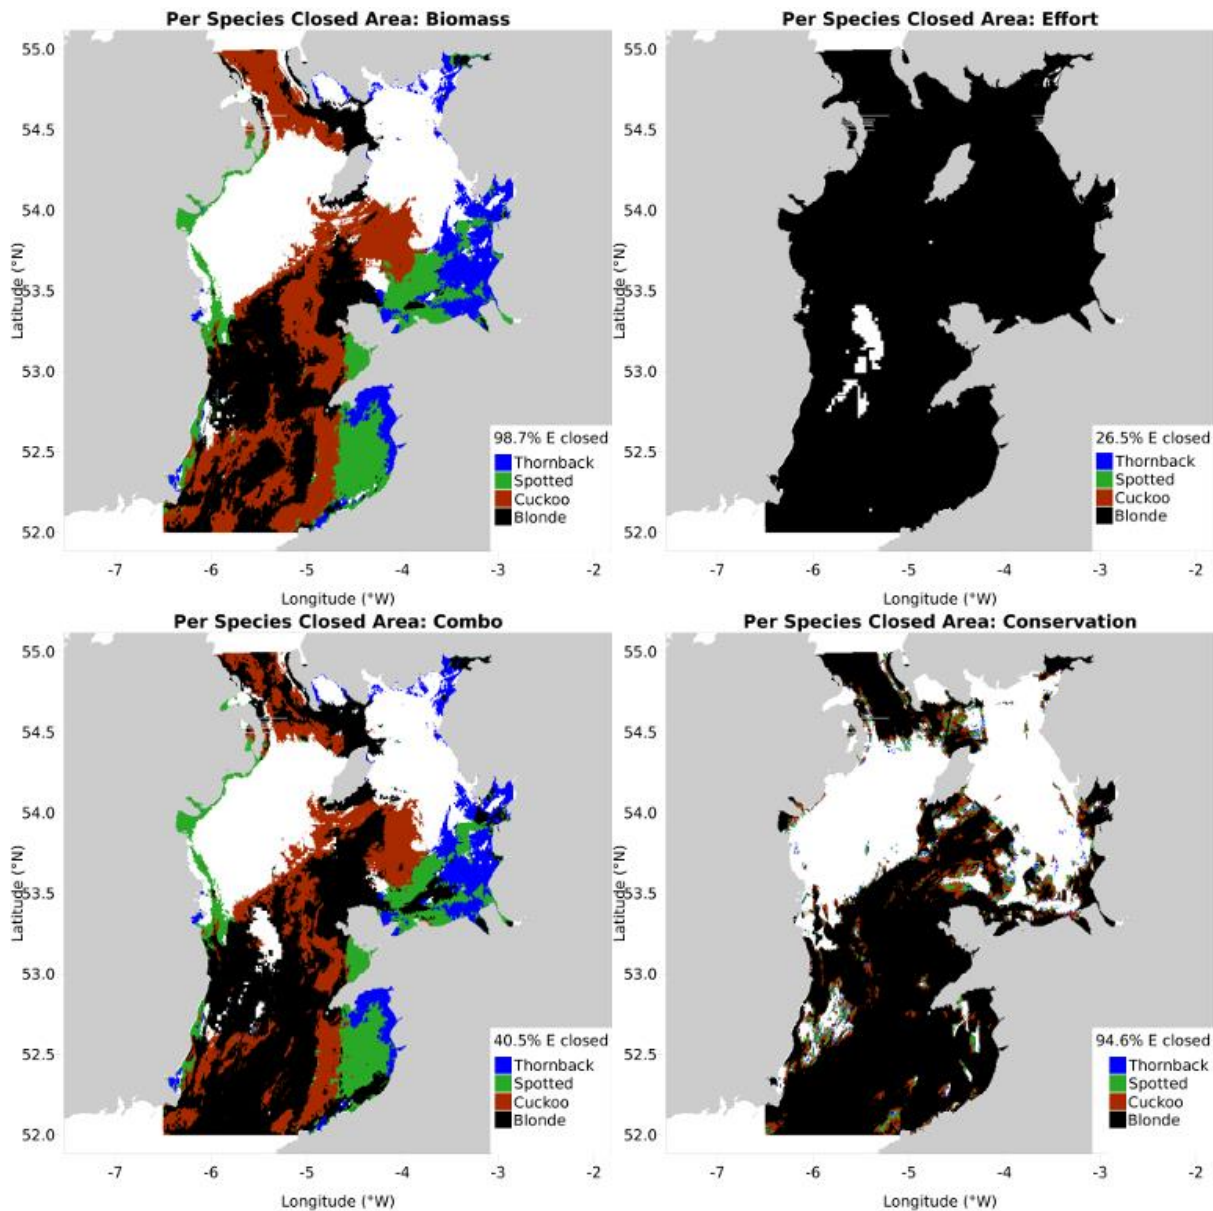 Per Species Closed Area: Biomass
55.0
54.5
54.0
53.5
53.0
52.5
52.0
Latitude (°N)
98.7% E closed
Thornback
Spotted
Cuckoo
Blonde
-7 -6 -5 -4 -3 -2
Longitude (°W)
Per Species Closed Area: Effort
55.0
54.5
54.0
53.5
53.0
52.5
52.0
Latitude (°N)
26.5% E closed
Thornback
Spotted
Cuckoo
Blonde
-7 -6 -5 -4 -3 -2
Longitude (°W)
Per Species Closed Area: Combo
55.0
54.5
54.0
53.5
53.0
52.5
52.0
Latitude (°N)
40.5% E closed
Thornback
Spotted
Cuckoo
Blonde
-7 -6 -5 -4 -3 -2
Longitude (°W)
Per Species Closed Area: Conservation
55.0
54.5
54.0
53.5
53.0
52.5
52.0
Latitude (°N)
94.6% E closed
Thornback
Spotted
Cuckoo
Blonde
-7 -6 -5 -4 -3 -2
Longitude (°W)